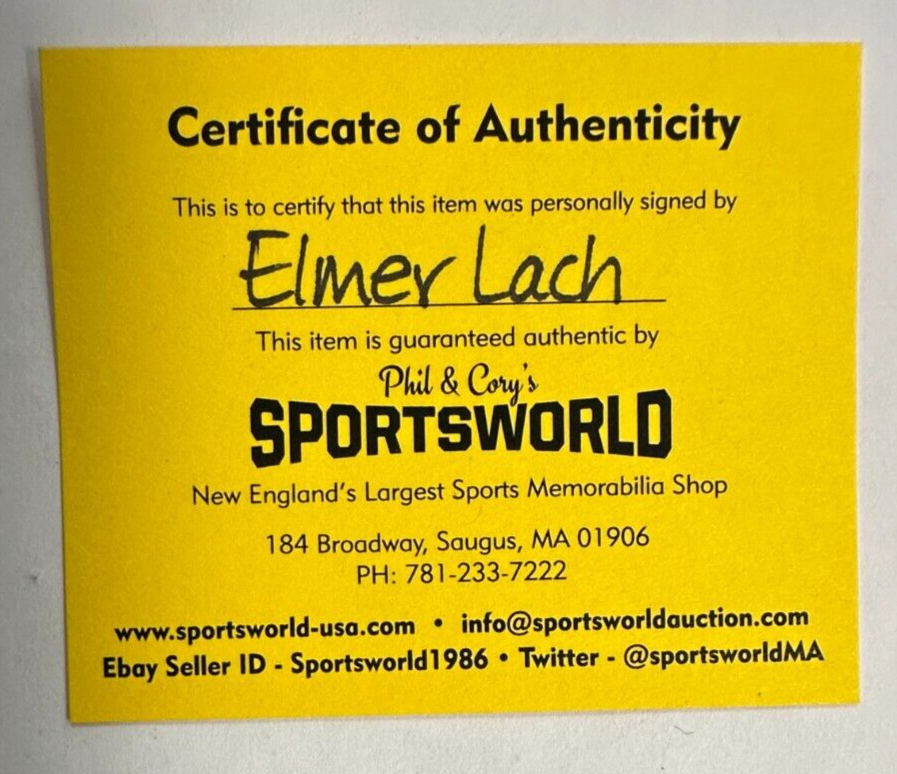 Certificate of Authenticity
This is to certify that this item was personally signed by
Elmer Lach
This item is guaranteed authentic by
Phil & Cory's
SPORTSWORLD
New England's Largest Sports Memorabilia Shop
184 Broadway, Saugus, MA 01906
PH: 781-233-7222
www.sportsworld-usa.com • info@sportsworldauction.com
Ebay Seller ID - Sportsworld1986 • Twitter - @sportsworldMA